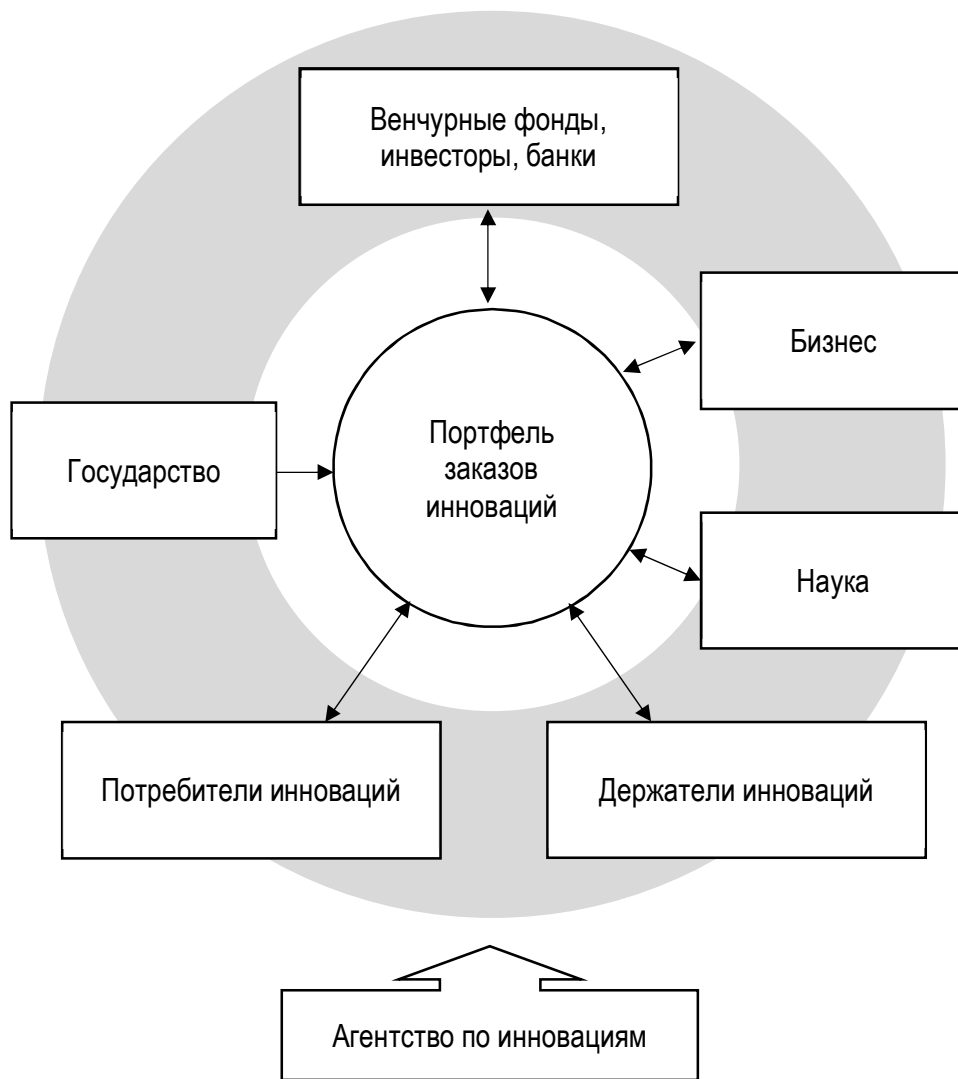 Венчурные фонды,
инвесторы, банки
Бизнес
Портфель
заказов
инноваций
Государство
Наука
Потребители инноваций
Держатели инноваций
Агентство по инновациям